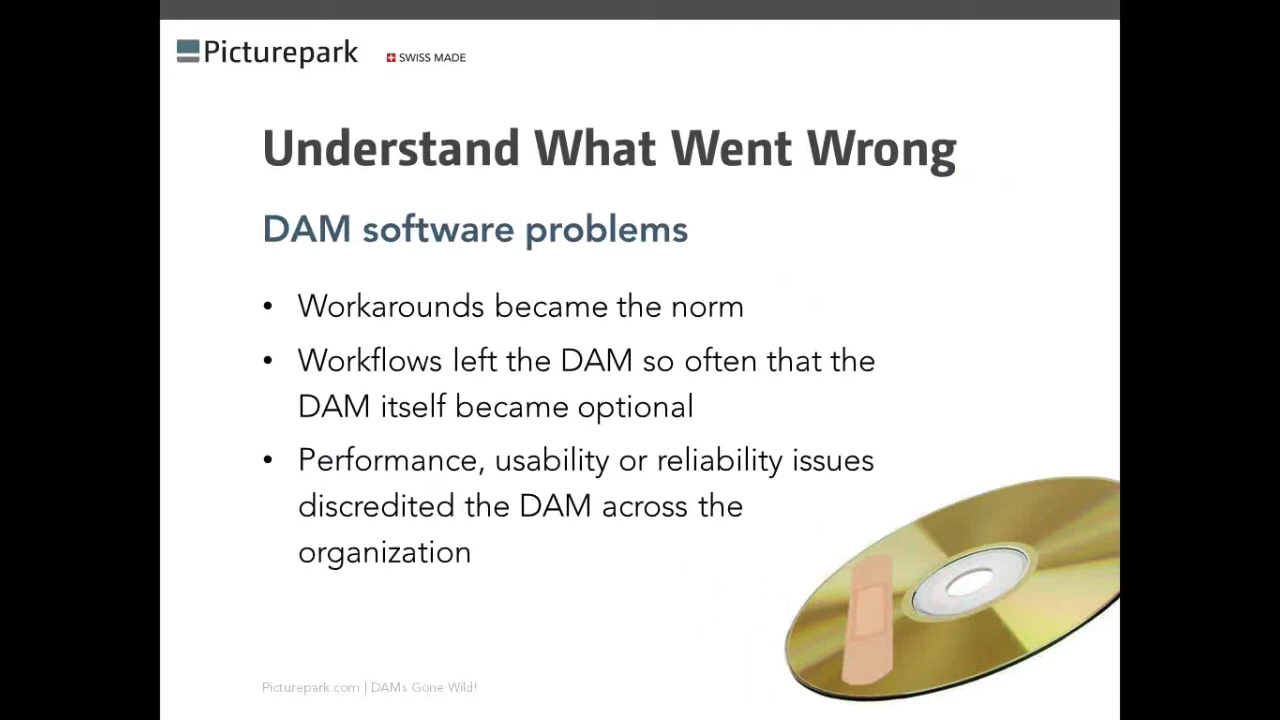 Picturepark
SWISS MADE
Understand What Went Wrong
DAM software problems
• Workarounds became the norm
• Workflows left the DAM so often that the
DAM itself became optional
• Performance, usability or reliability issues
discredited the DAM across the
organization
Picturepark.com | DAMs Gone Wild!